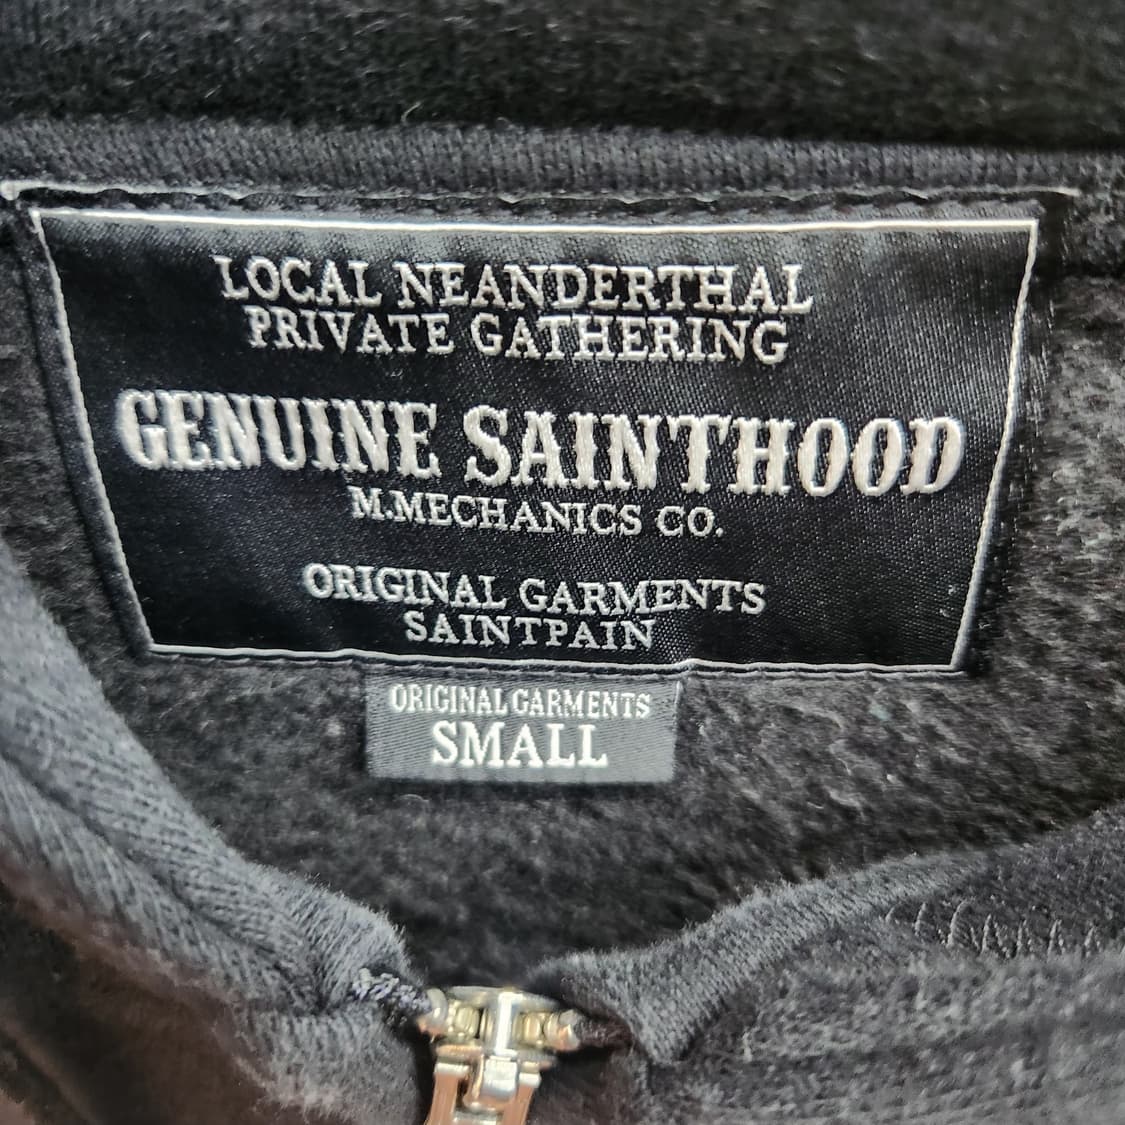 LOCAL NEANDERTHAL
PRIVATE GATHERING
GENUINE SAINTHOOD
M.MECHANICS CO.
ORIGINAL GARMENTS
SAINTPAIN
ORIGINAL GARMENTS
SMALL